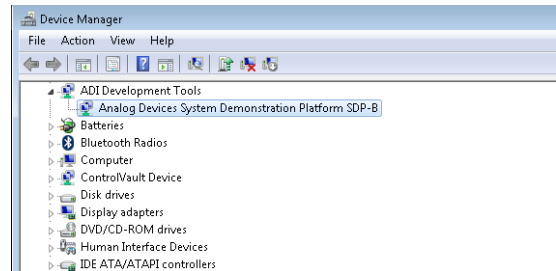 Device Manager
File Action View Help
ADI Development Tools
Analog Devices System Demonstration Platform SDP-B
Batteries
Bluetooth Radios
Computer
ControlVault Device
Disk drives
Display adapters
DVD/CD-ROM drives
Human Interface Devices
IDE ATA/ATAPI controllers